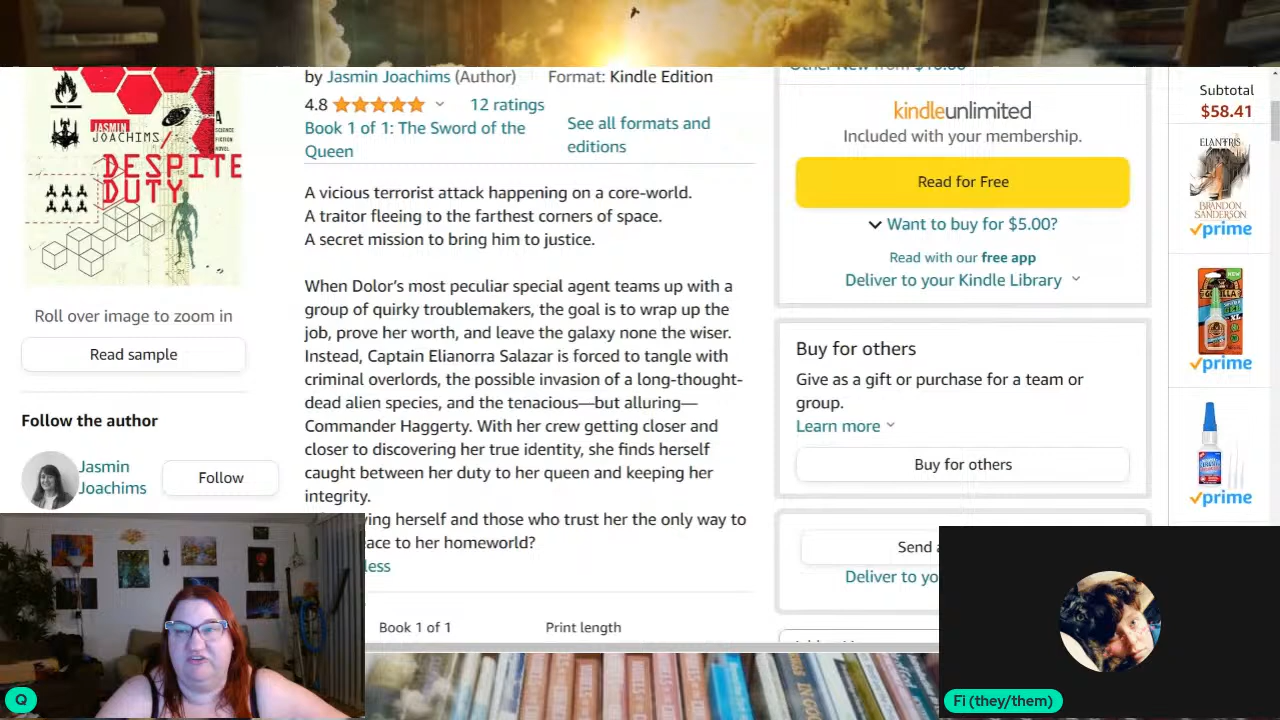 by Jasmin Joachims (Author) Format: Kindle Edition
4.8 12 ratings
Book 1 of 1: The Sword of the Queen
See all formats and editions
A vicious terrorist attack happening on a core-world.
A traitor fleeing to the farthest corners of space.
A secret mission to bring him to justice.
When Dolor’s most peculiar special agent teams up with a
group of quirky troublemakers, the goal is to wrap up the
job, prove her worth, and leave the galaxy none the wiser.
Instead, Captain Elianorra Salazar is forced to tangle with
criminal overlords, the possible invasion of a long-thought-
dead alien species, and the tenacious—but alluring—
Commander Haggerty. With her crew getting closer and
closer to discovering her true identity, she finds herself
caught between her duty to her queen and keeping her
integrity.
herself and those who trust her the only way to
to her homeworld?
less
Book 1 of 1
Print length
JASMIN
JOACHIMS
A
SCIENCE
FICTION
NOVEL
DESPITE
DUTY
Roll over image to zoom in
Read sample
Follow the author
Jasmin
Joachims
Follow
kindleunlimited
Included with your membership.
Read for Free
Want to buy for $5.00?
Read with our free app
Deliver to your Kindle Library
Buy for others
Give as a gift or purchase for a team or
group.
Learn more
Buy for others
Send
Deliver to
Subtotal
$58.41
ELANTRIS
BRANDON
SANDERSON
prime
NEW
GORILLA
prime
prime
Q
Fi (they/them)